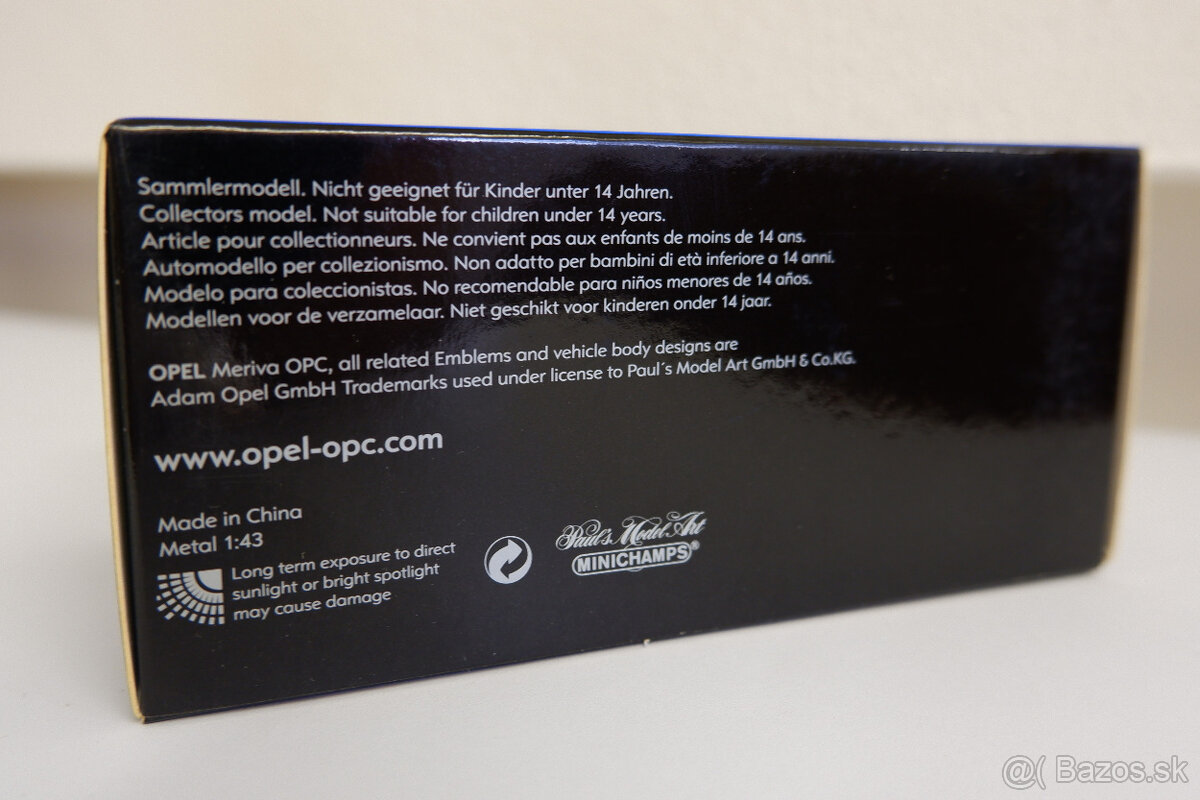 Sammlermodell. Nicht geeignet für Kinder unter 14 Jahren.
Collectors model. Not suitable for children under 14 years.
Article pour collectionneurs. Ne convient pas aux enfants de moins de 14 ans.
Automodello per collezionismo. Non adatto per bambini di età inferiore a 14 anni.
Modelo para coleccionistas. No recomendable para niños menores de 14 años.
Modellen voor de verzamelaar. Niet geschikt voor kinderen onder 14 jaar.
OPEL Meriva OPC, all related Emblems and vehicle body designs are
Adam Opel GmbH Trademarks used under license to Paul´s Model Art GmbH & Co.KG.
www.opel-opc.com
Made in China
Metal 1:43
Long term exposure to direct
sunlight or bright spotlight
may cause damage
Paul's Model Art
MINICHAMPS®
@( Bazos.sk